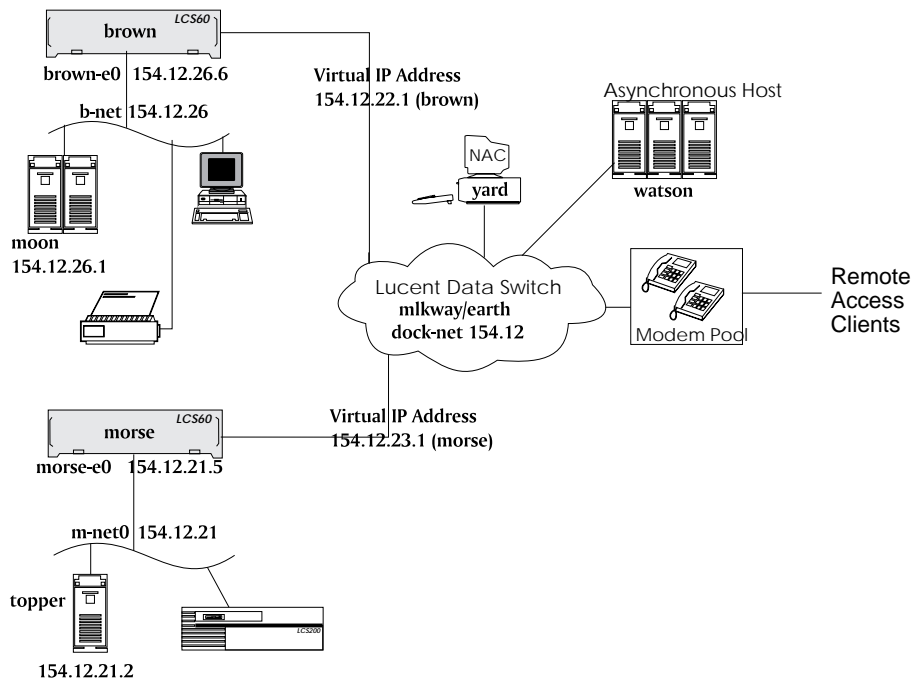 LCS60
brown
brown-e0 154.12.26.6
b-net 154.12.26
moon
154.12.26.1
Virtual IP Address
154.12.22.1 (brown)
NAC
yard
Asynchronous Host
watson
Lucent Data Switch
mlkway/earth
dock-net 154.12
Modem Pool
Remote
Access
Clients
LCS60
morse
morse-e0 154.12.21.5
Virtual IP Address
154.12.23.1 (morse)
m-net0 154.12.21
topper
154.12.21.2
LCS200